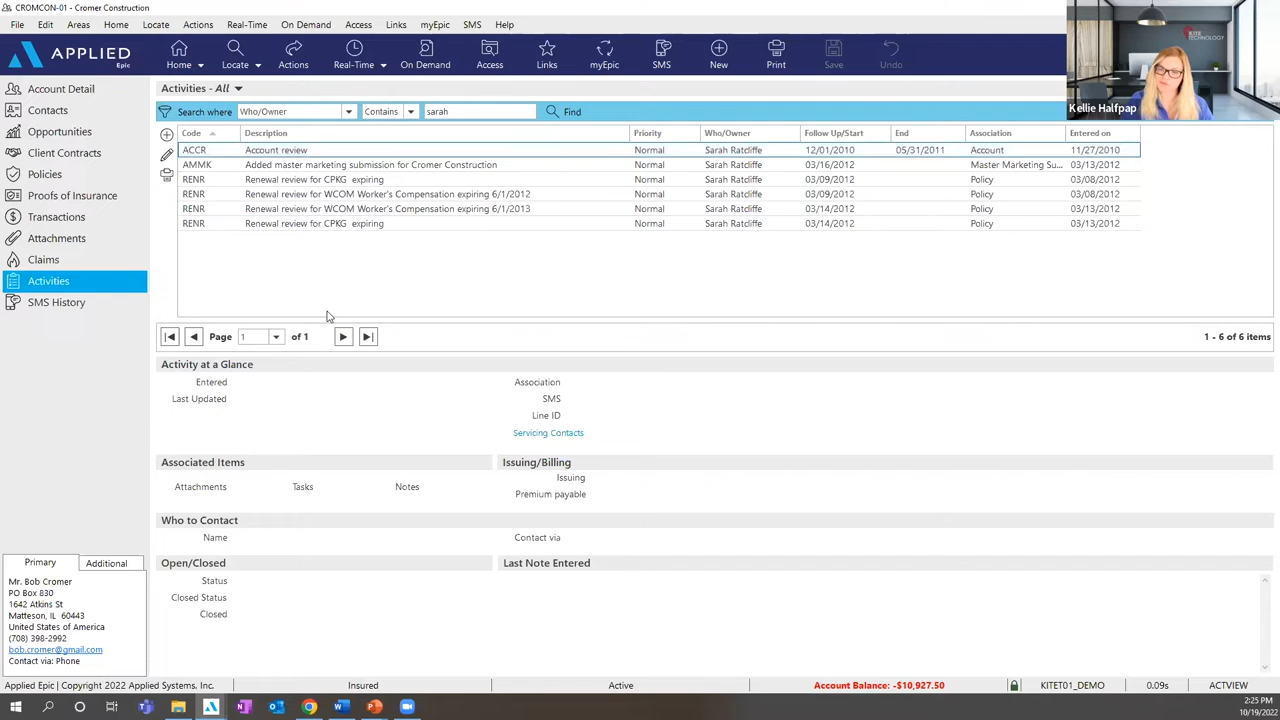 CROMCON-01 - Cromer Construction
File Edit Areas Home Locate Actions Real-Time On Demand Access Links myEpic SMS Help
APPLIED Epic
Home Locate Actions Real-Time On Demand Access Links myEpic SMS New Print Save Undo
KITE TECHNOLOGY
Kellie Halfpap
Account Detail
Contacts
Opportunities
Client Contracts
Policies
Proofs of Insurance
Transactions
Attachments
Claims
Activities
SMS History
Activities - All
Search where Who/Owner Contains sarah Find
Code Description Priority Who/Owner Follow Up/Start End Association Entered on
ACCR Account review Normal Sarah Ratcliffe 12/01/2010 05/31/2011 Account 11/27/2010
AMMK Added master marketing submission for Cromer Construction Normal Sarah Ratcliffe 03/16/2012 Master Marketing Su... 03/13/2012
RENR Renewal review for CPKG expiring Normal Sarah Ratcliffe 03/09/2012 Policy 03/08/2012
RENR Renewal review for WCOM Worker's Compensation expiring 6/1/2012 Normal Sarah Ratcliffe 03/09/2012 Policy 03/08/2012
RENR Renewal review for WCOM Worker's Compensation expiring 6/1/2013 Normal Sarah Ratcliffe 03/14/2012 Policy 03/13/2012
RENR Renewal review for CPKG expiring Normal Sarah Ratcliffe 03/14/2012 Policy 03/13/2012
Page 1 of 1 1 - 6 of 6 items
Activity at a Glance
Entered Association
Last Updated SMS
Line ID
Servicing Contacts
Associated Items Issuing/Billing
Attachments Tasks Notes Issuing
Premium payable
Who to Contact
Name Contact via
Open/Closed Last Note Entered
Status
Closed Status
Closed
Primary Additional
Mr. Bob Cromer
PO Box 830
1642 Atkins St
Matteson, IL 60443
United States of America
(708) 398-2992
bob.cromer@gmail.com
Contact via: Phone
Applied Epic | Copyright 2022 Applied Systems, Inc. Insured Active Account Balance: -$10,927.50 KITET01_DEMO 0.09s ACTVIEW
2:25 PM
10/19/2022